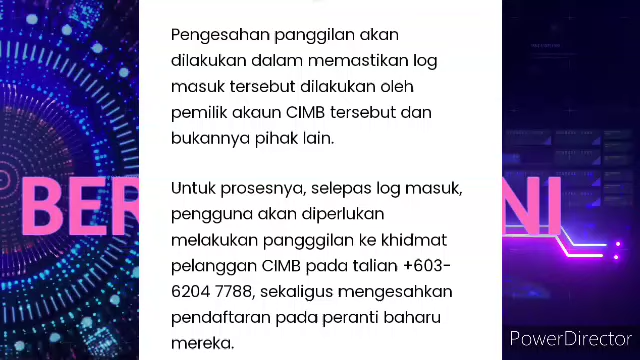 Pengesahan panggilan akan
dilakukan dalam memastikan log
masuk tersebut dilakukan oleh
pemilik akaun CIMB tersebut dan
bukannya pihak lain.
Untuk prosesnya, selepas log masuk,
pengguna akan diperlukan
melakukan pangggilan ke khidmat
pelanggan CIMB pada talian +603-
6204 7788, sekaligus mengesahkan
pendaftaran pada peranti baharu
mereka.
PowerDirector